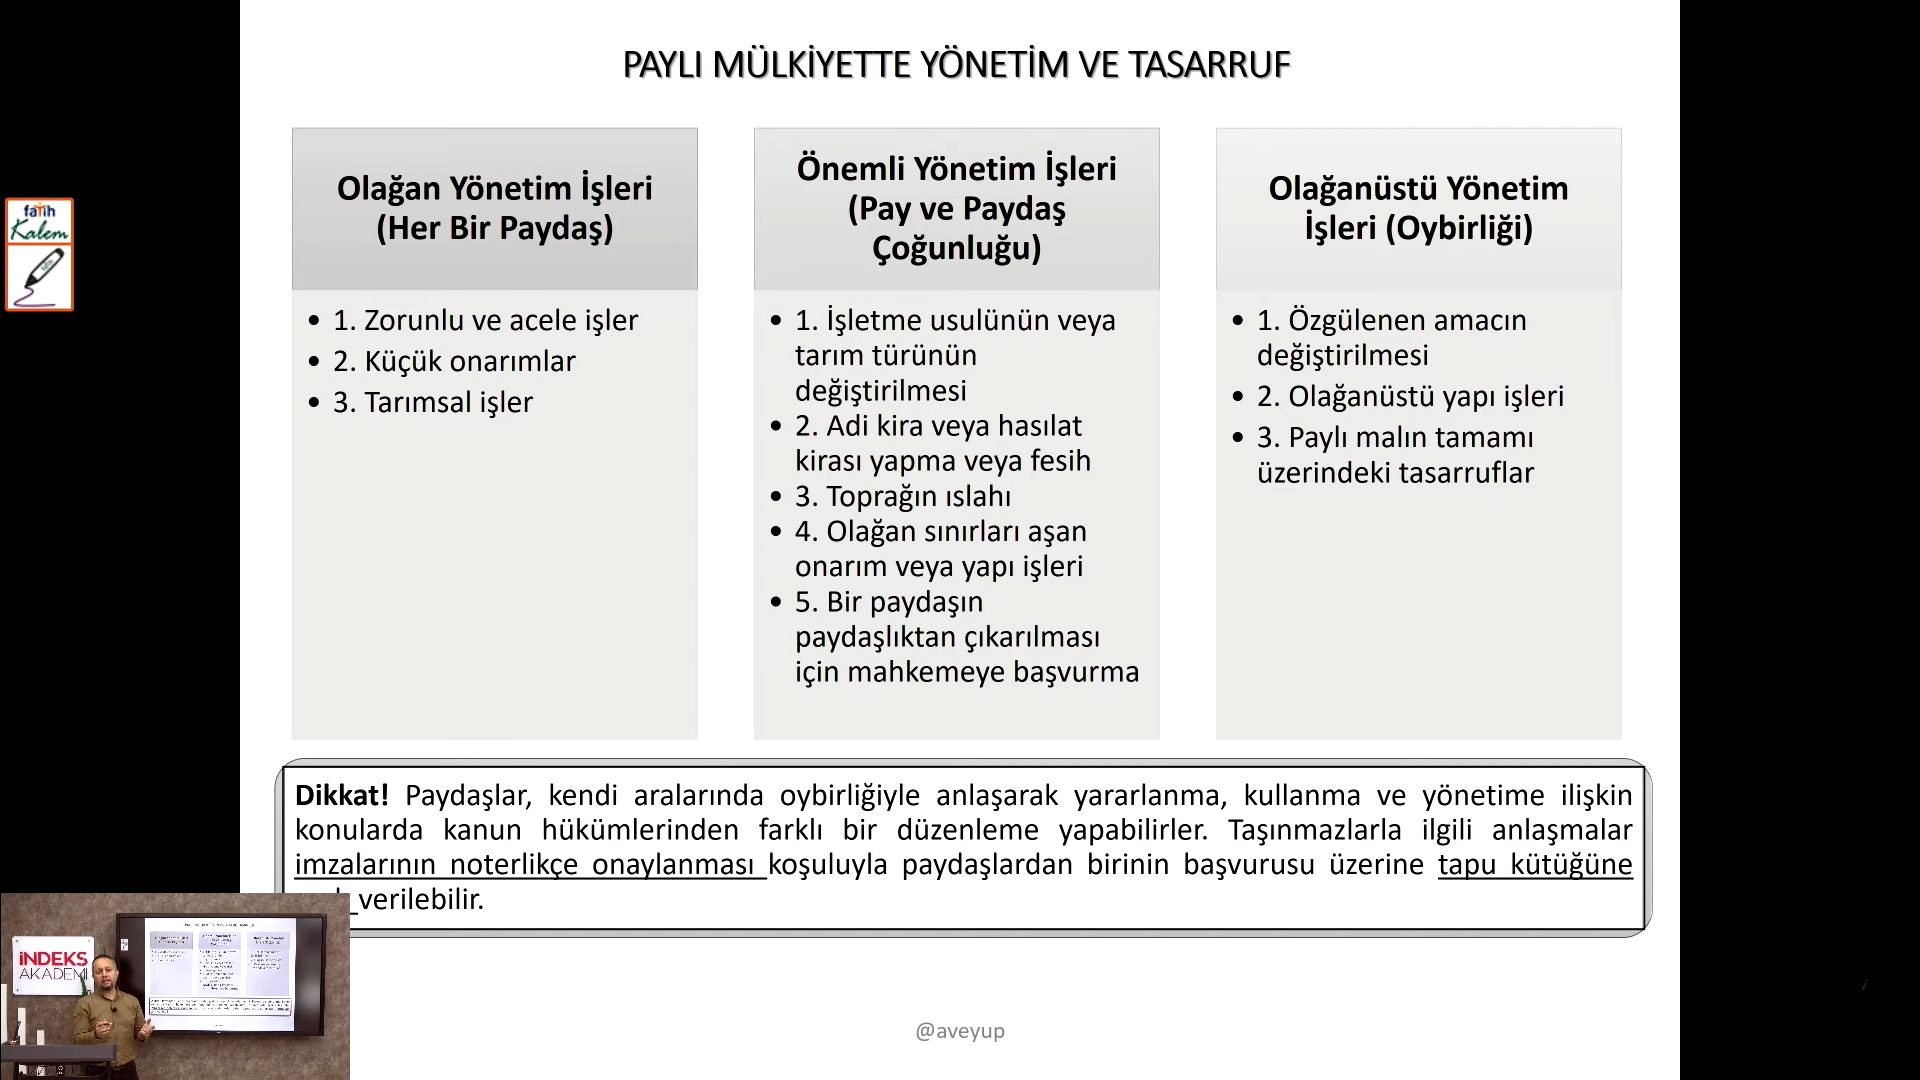 PAYLI MÜLKİYETTE YÖNETİM VE TASARRUF
fatih
Kalem
Olağan Yönetim İşleri
(Her Bir Paydaş)
• 1. Zorunlu ve acele işler
• 2. Küçük onarımlar
• 3. Tarımsal işler
Önemli Yönetim İşleri
(Pay ve Paydaş
Çoğunluğu)
• 1. İşletme usulünün veya
tarım türünün
değiştirilmesi
• 2. Adi kira veya hasılat
kirası yapma veya fesih
• 3. Toprağın ıslahı
• 4. Olağan sınırları aşan
onarım veya yapı işleri
• 5. Bir paydaşın
paydaşlıktan çıkarılması
için mahkemeye başvurma
Olağanüstü Yönetim
İşleri (Oybirliği)
• 1. Özgülenen amacın
değiştirilmesi
• 2. Olağanüstü yapı işleri
• 3. Paylı malın tamamı
üzerindeki tasarruflar
Dikkat! Paydaşlar, kendi aralarında oybirliğiyle anlaşarak yararlanma, kullanma ve yönetime ilişkin
konularda kanun hükümlerinden farklı bir düzenleme yapabilirler. Taşınmazlarla ilgili anlaşmalar
imzalarının noterlikçe onaylanması koşuluyla paydaşlardan birinin başvurusu üzerine tapu kütüğüne
verilebilir.
İNDEKS
AKADEMİ
@aveyup